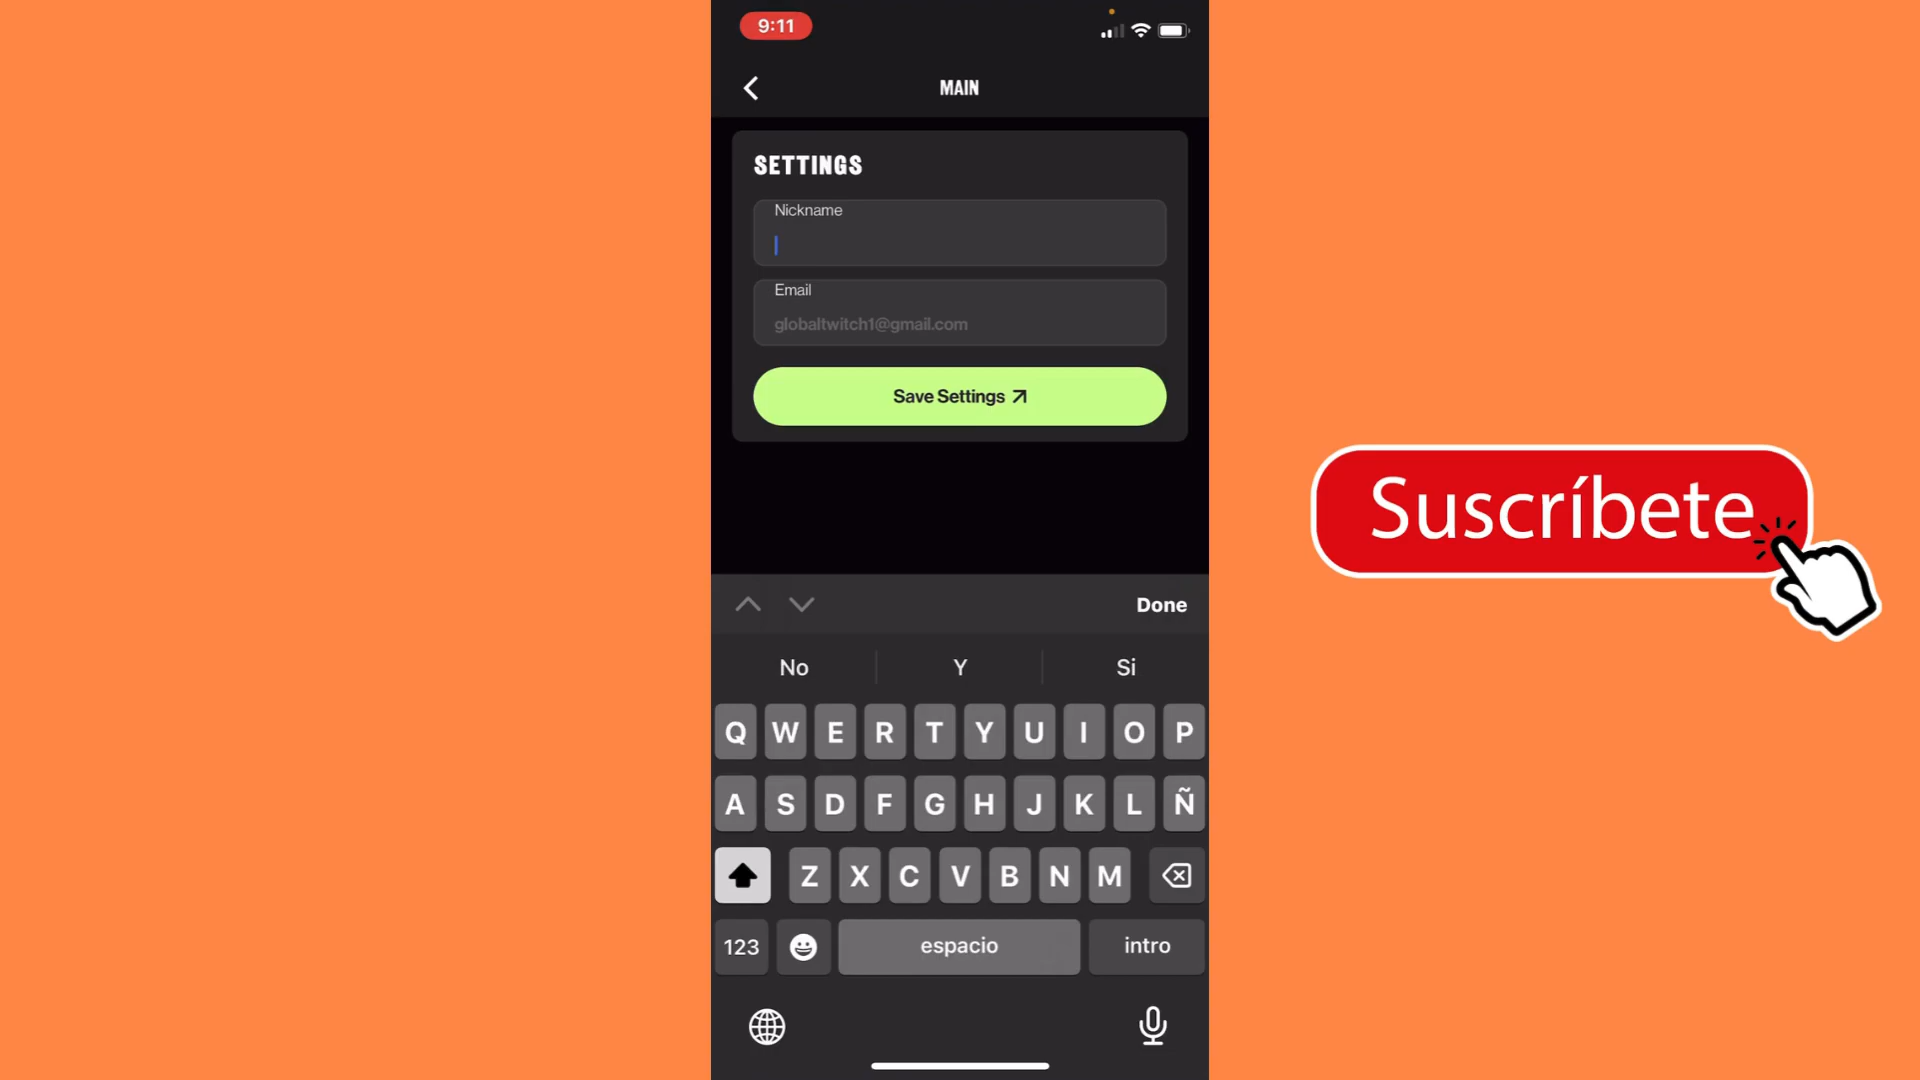 9:11
MAIN
SETTINGS
Nickname
Email
globaltwitch1@gmail.com
Save Settings
Suscríbete
Done
No Y Si
Q W E R T Y U I O P
A S D F G H J K L Ñ
Z X C V B N M
123 espacio intro